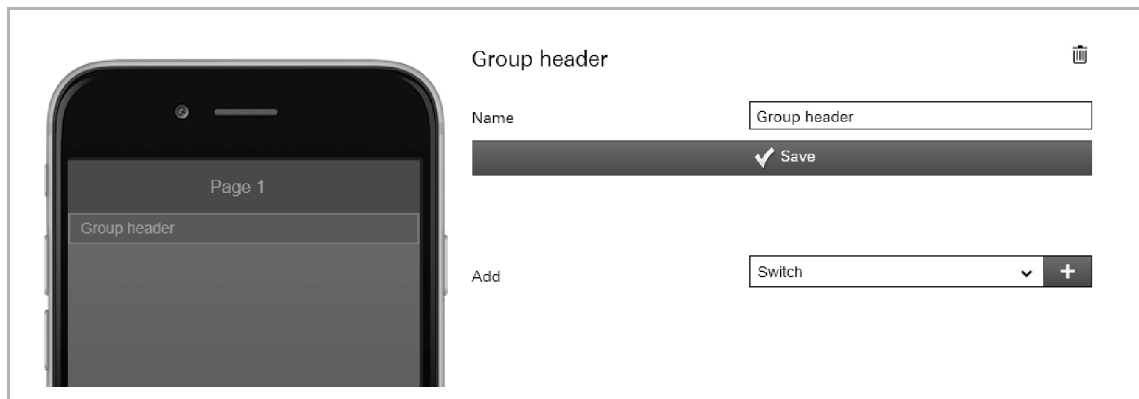 Group header
Name
Group header
Save
Page 1
Group header
Add
Switch